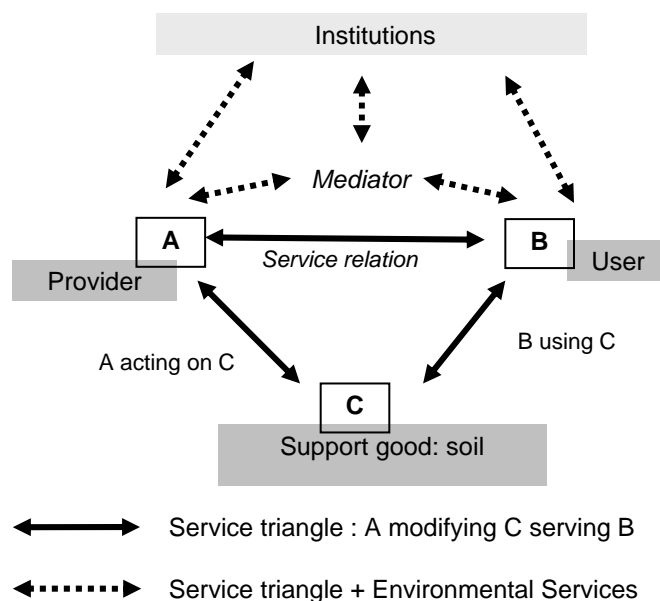 Institutions
Mediator
A
B
Service relation
Provider
User
A acting on C
B using C
C
Support good: soil
Service triangle : A modifying C serving B
Service triangle + Environmental Services